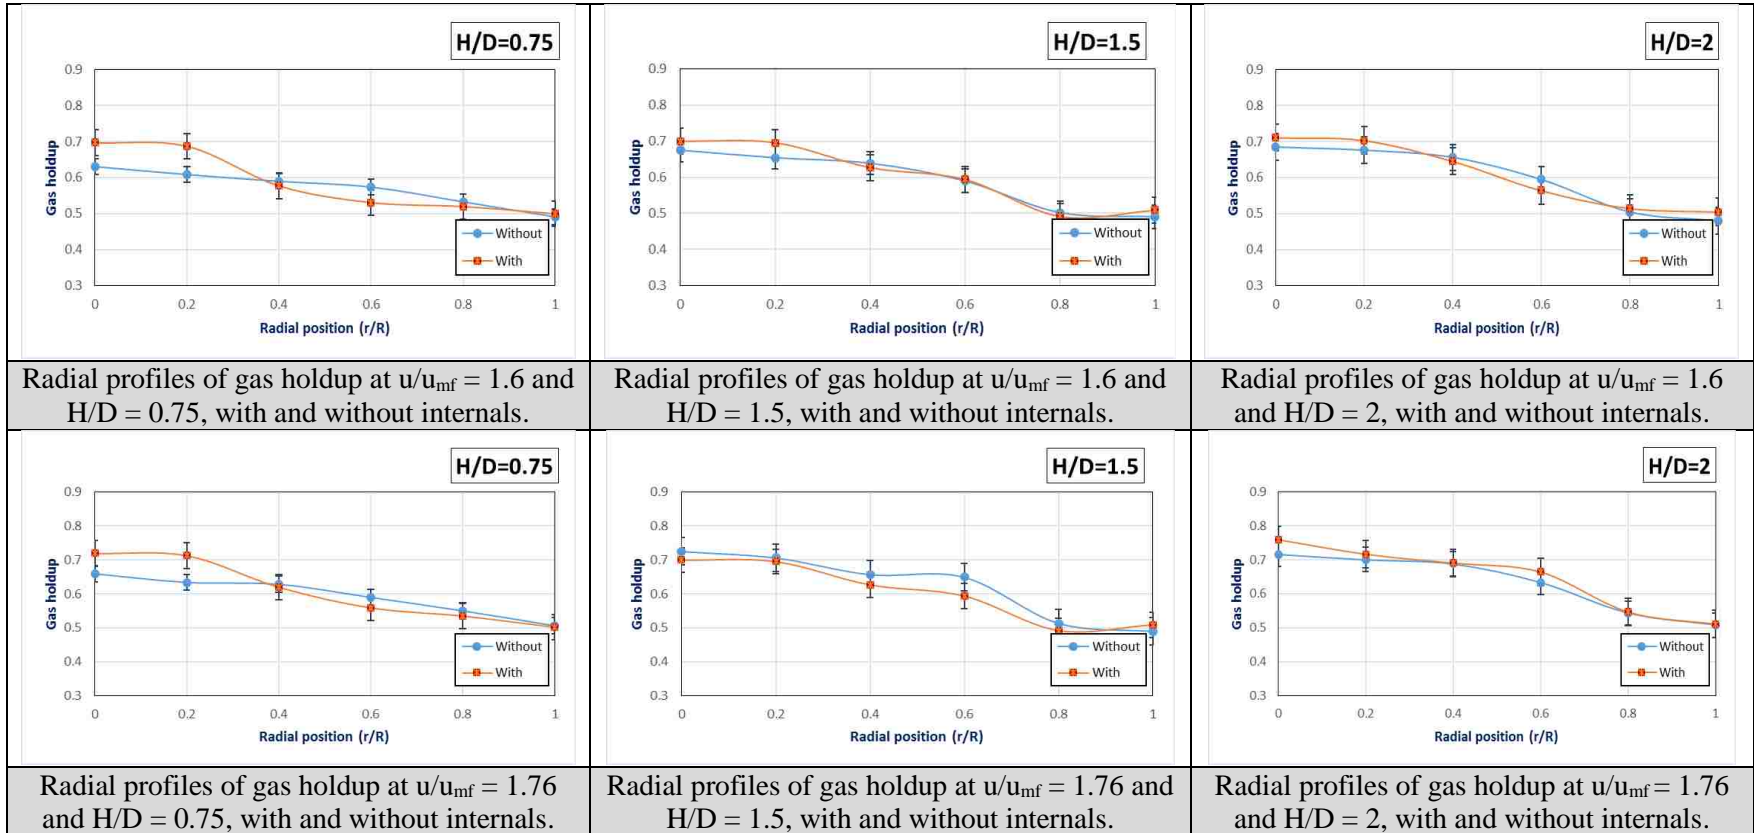 H/D=0.75
0.9
0.8
0.7
0.6
0.5
0.4
0.3
Gas holdup
0 0.2 0.4 0.6 0.8 1
Radial position (r/R)
Without
With
Radial profiles of gas holdup at u/umf = 1.6 and
H/D = 0.75, with and without internals.
H/D=1.5
0.9
0.8
0.7
0.6
0.5
0.4
0.3
Gas holdup
0 0.2 0.4 0.6 0.8 1
Radial position (r/R)
Without
With
Radial profiles of gas holdup at u/umf = 1.6 and
H/D = 1.5, with and without internals.
H/D=2
0.9
0.8
0.7
0.6
0.5
0.4
0.3
Gas holdup
0 0.2 0.4 0.6 0.8 1
Radial position (r/R)
Without
With
Radial profiles of gas holdup at u/umf = 1.6
and H/D = 2, with and without internals.
H/D=0.75
0.9
0.8
0.7
0.6
0.5
0.4
0.3
Gas holdup
0 0.2 0.4 0.6 0.8 1
Radial position (r/R)
Without
With
Radial profiles of gas holdup at u/umf = 1.76
and H/D = 0.75, with and without internals.
H/D=1.5
0.9
0.8
0.7
0.6
0.5
0.4
0.3
Gas holdup
0 0.2 0.4 0.6 0.8 1
Radial position (r/R)
Without
With
Radial profiles of gas holdup at u/umf = 1.76 and
H/D = 1.5, with and without internals.
H/D=2
0.9
0.8
0.7
0.6
0.5
0.4
0.3
Gas holdup
0 0.2 0.4 0.6 0.8 1
Radial position (r/R)
Without
With
Radial profiles of gas holdup at u/umf = 1.76
and H/D = 2, with and without internals.